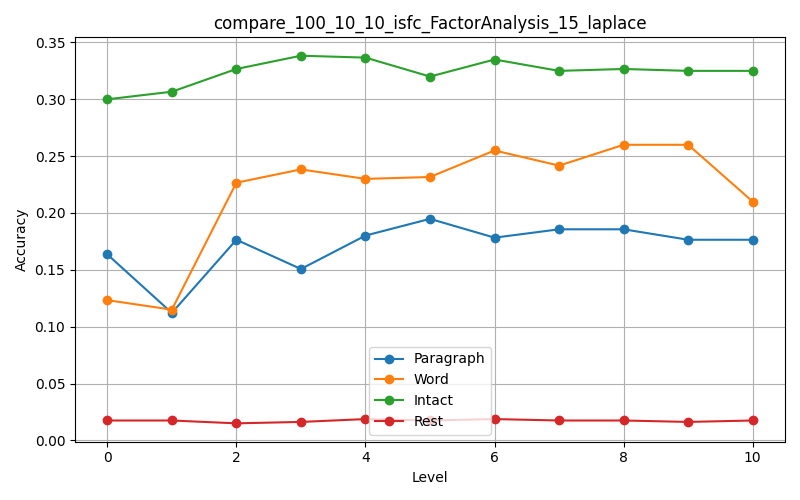 compare_100_10_10_isfc_FactorAnalysis_15_laplace
0.35
0.30
0.25
0.20
0.15
0.10
0.05
0.00
Accuracy
Paragraph
Word
Intact
Rest
0 2 4 6 8 10
Level